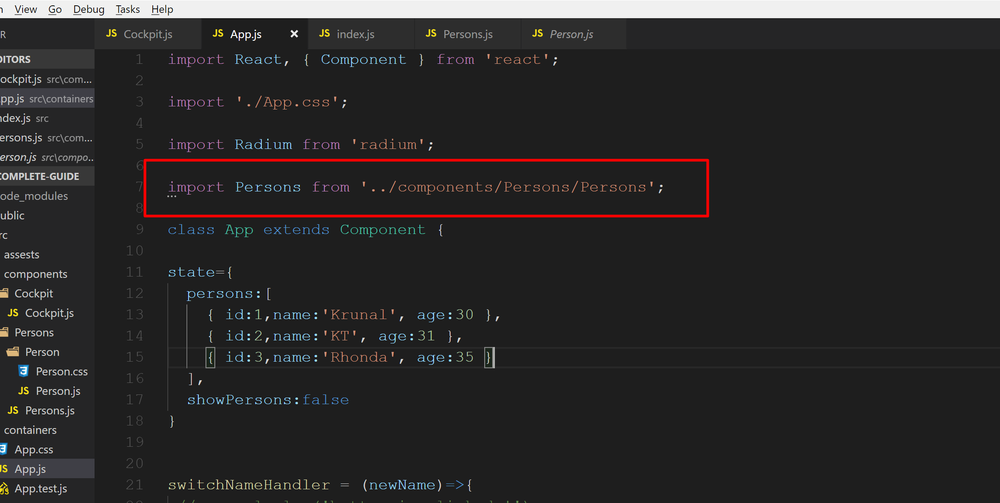 View Go Debug Tasks Help
R
JS Cockpit.js JS App.js × JS index.js JS Persons.js JS Person.js
DITORS
ockpit.js src\com...
pp.js src\containers
ndex.js src
ersons.js src\com...
erson.js src\compo..
COMPLETE-GUIDE
ode_modules
ublic
rc
assests
components
Cockpit
JS Cockpit.js
Persons
Person
Person.css
JS Person.js
JS Persons.js
containers
App.css
JS App.js
App.test.js
1 import React, { Component } from 'react';
2
3 import './App.css';
4
5 import Radium from 'radium';
6
7 import Persons from '../components/Persons/Persons';
8
9 class App extends Component {
10
11 state={
12 persons:[
13 { id:1,name:'Krunal', age:30 },
14 { id:2,name:'KT', age:31 },
15 { id:3,name:'Rhonda', age:35 }
16 ],
17 showPersons:false
18 }
19
20
21 switchNameHandler = (newName)=>{